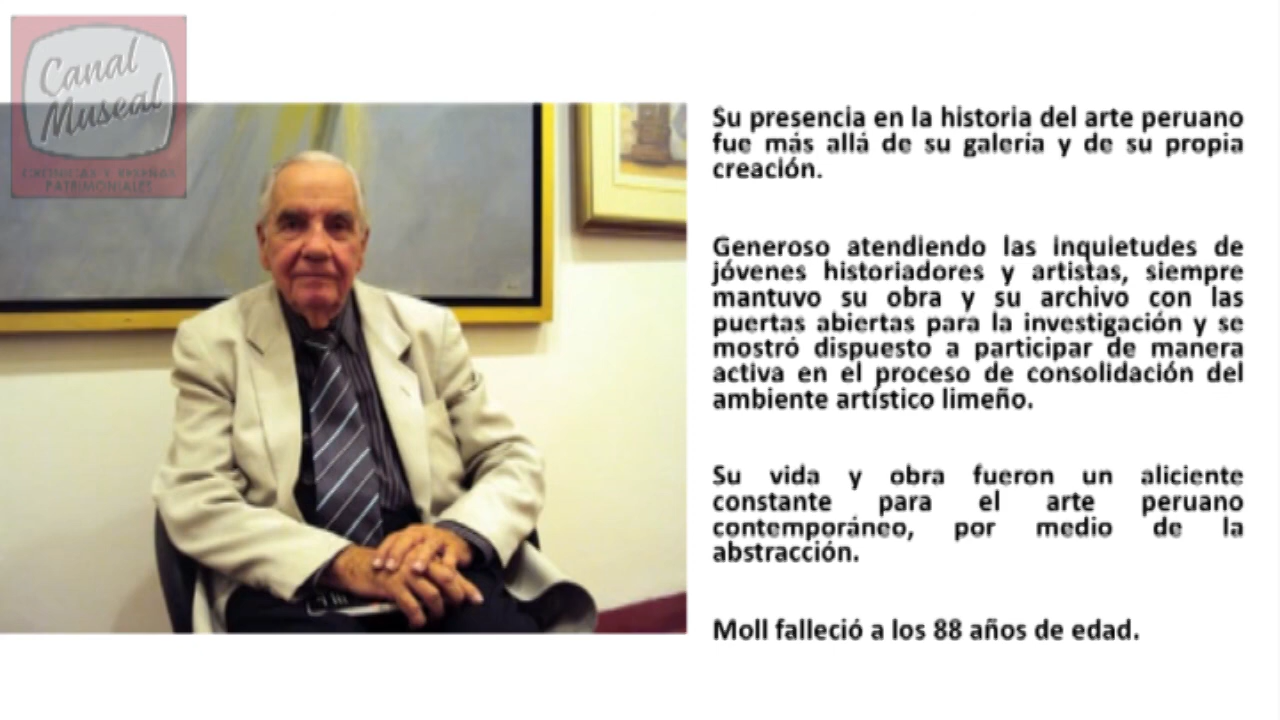 Canal
Museal
CRÓNICAS Y RESEÑAS
PATRIMONIALES
Su presencia en la historia del arte peruano
fue más allá de su galería y de su propia
creación.
Generoso atendiendo las inquietudes de
jóvenes historiadores y artistas, siempre
mantuvo su obra y su archivo con las
puertas abiertas para la investigación y se
mostró dispuesto a participar de manera
activa en el proceso de consolidación del
ambiente artístico limeño.
Su vida y obra fueron un aliciente
constante para el arte peruano
contemporáneo, por medio de la
abstracción.
Moll falleció a los 88 años de edad.